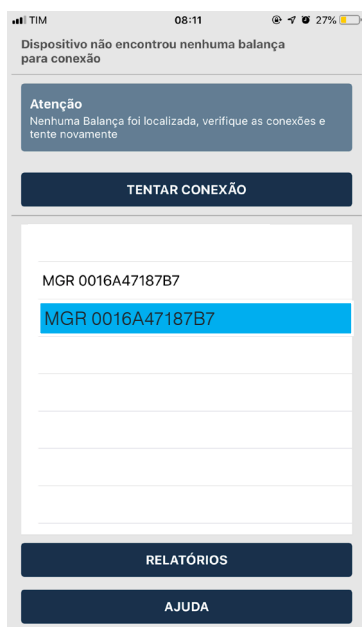 TIM 08:11 27%
Dispositivo não encontrou nenhuma balança
para conexão
Atenção
Nenhuma Balança foi localizada, verifique as conexões e
tente novamente
TENTAR CONEXÃO
MGR 0016A47187B7
MGR 0016A47187B7
RELATÓRIOS
AJUDA